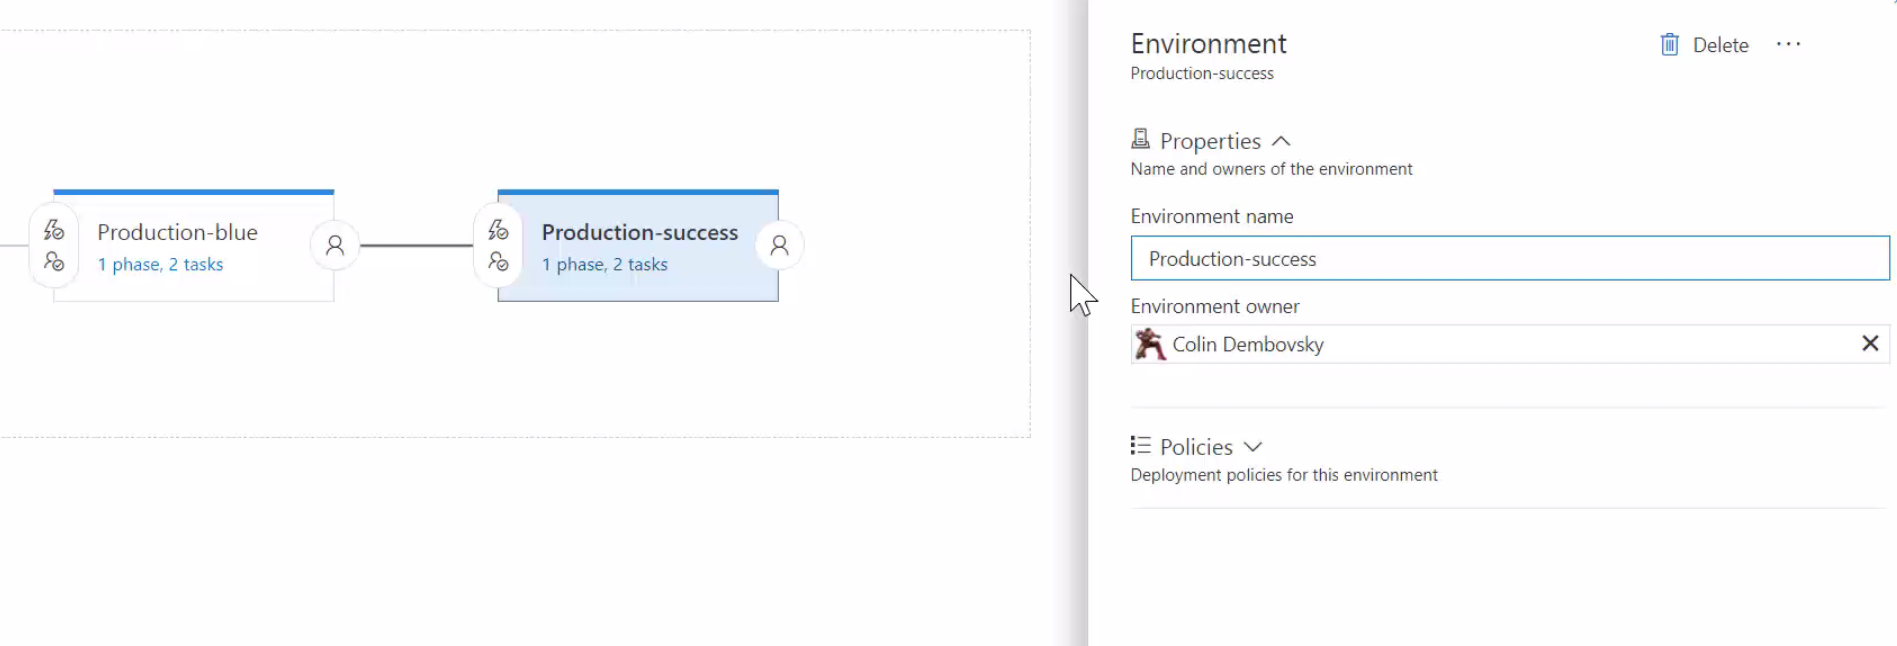 Production-blue
1 phase, 2 tasks
Production-success
1 phase, 2 tasks
Environment
Production-success
Delete
Properties
Name and owners of the environment
Environment name
Production-success
Environment owner
Colin Dembovsky
Policies
Deployment policies for this environment